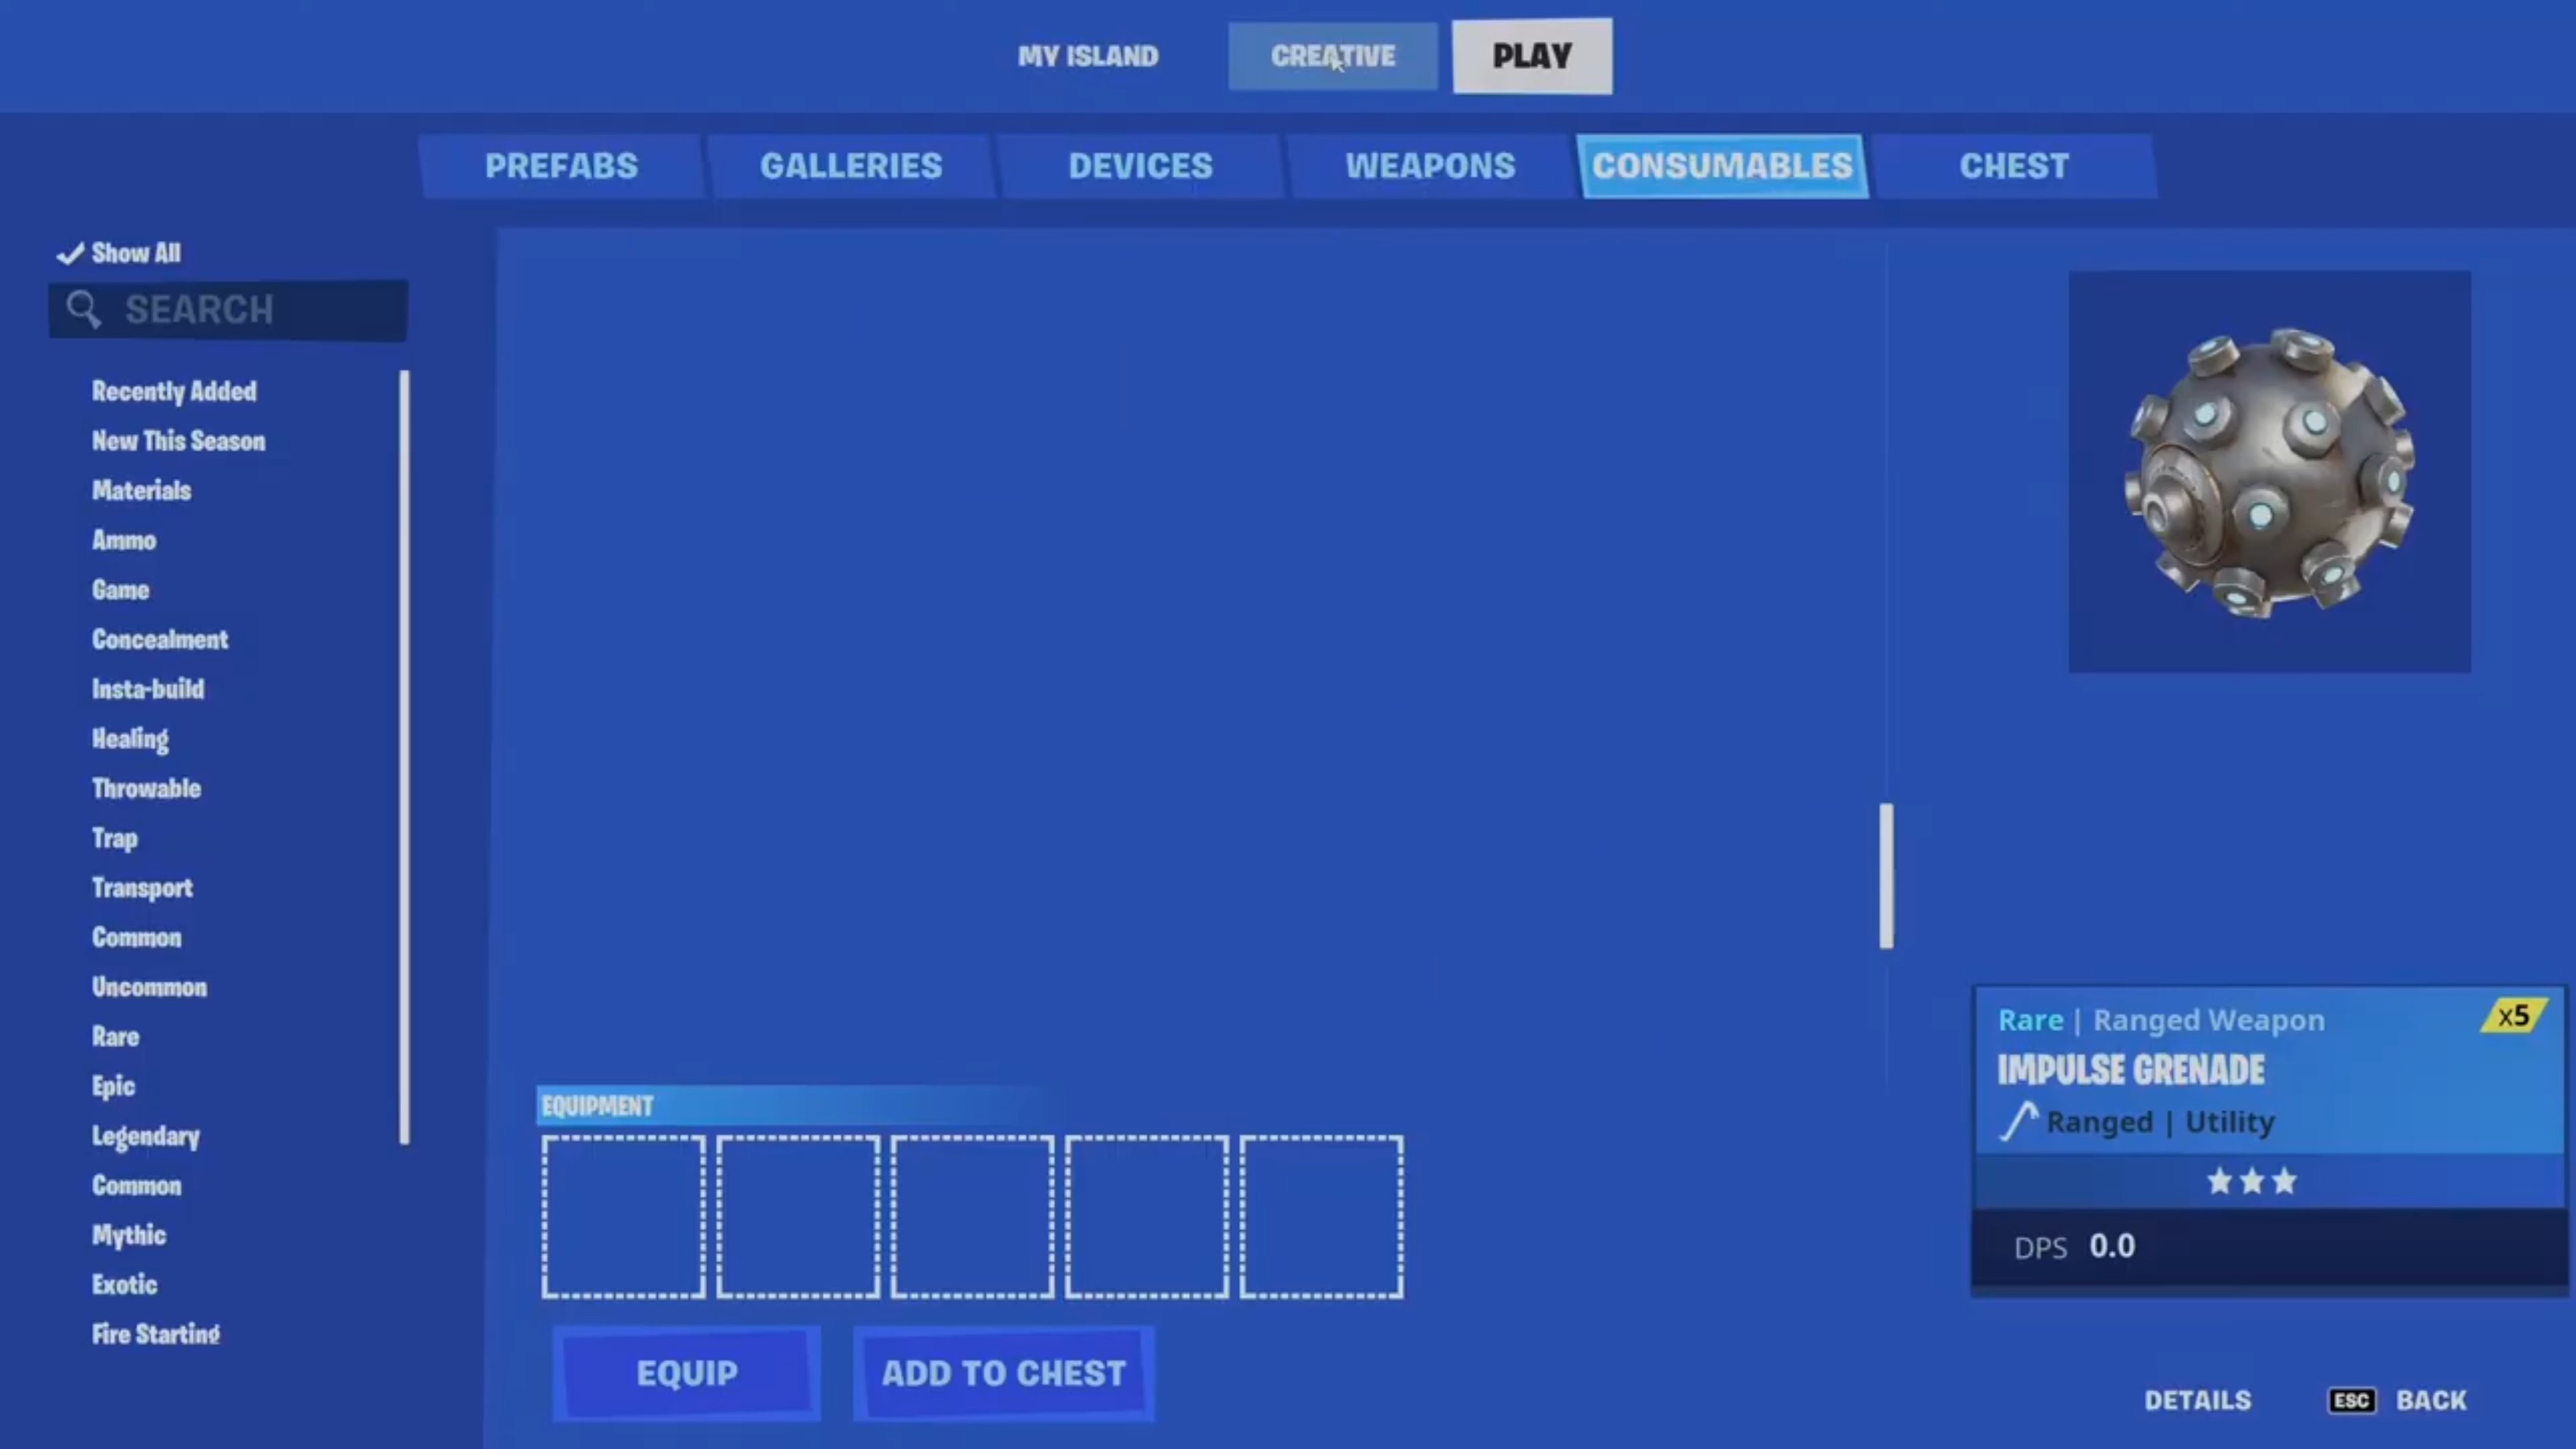 MY ISLAND
CREATIVE
PLAY
PREFABS
GALLERIES
DEVICES
WEAPONS
CONSUMABLES
CHEST
Show All
SEARCH
Recently Added
New This Season
Materials
Ammo
Game
Concealment
Insta-build
Healing
Throwable
Trap
Transport
Common
Uncommon
Rare
Epic
Legendary
Common
Mythic
Exotic
Fire Starting
EQUIPMENT
EQUIP
ADD TO CHEST
Rare | Ranged Weapon
x5
IMPULSE GRENADE
Ranged | Utility
DPS 0.0
DETAILS
ESC BACK